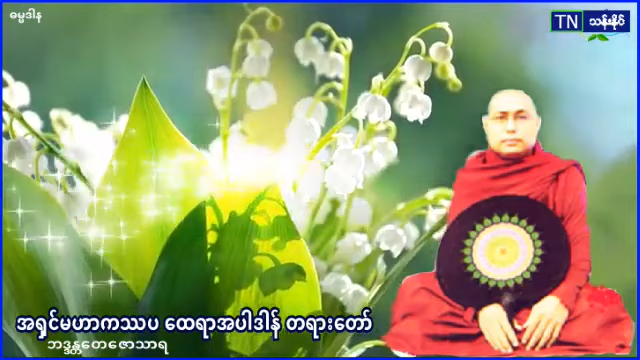 ဓမ္မဒါန
TN သန်းနိုင်
အရှင်မဟာကဿပ ထေရာအပါဒါန် တရားတော်
ဘဒ္ဒန္တတေဇောသာရ